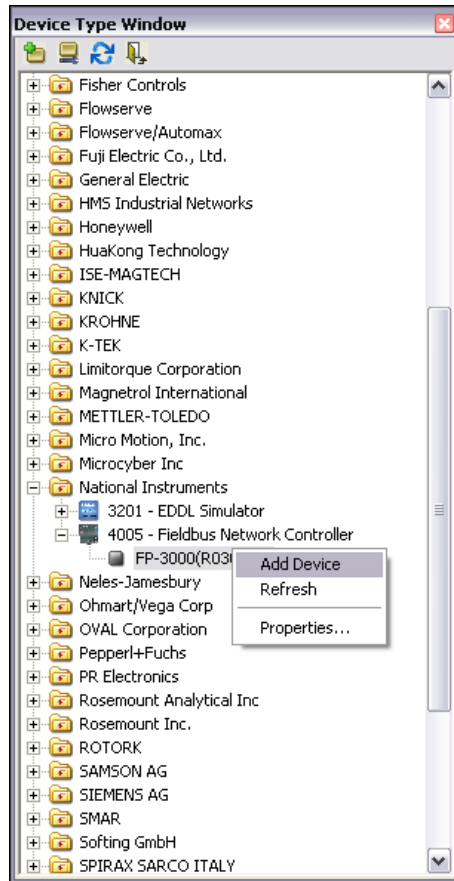 Device Type Window
Fisher Controls
Flowserve
Flowserve/Automax
Fuji Electric Co., Ltd.
General Electric
HMS Industrial Networks
Honeywell
HuaKong Technology
ISE-MAGTECH
KNICK
KROHNE
K-TEK
Limitorque Corporation
Magnetrol International
METTLER-TOLEDO
Micro Motion, Inc.
Microcyber Inc
National Instruments
3201 - EDDL Simulator
4005 - Fieldbus Network Controller
FP-3000(R030
Add Device
Refresh
Properties...
Neles-Jamesbury
Ohmart/Vega Corp
OVAL Corporation
Pepperl+Fuchs
PR Electronics
Rosemount Analytical Inc
Rosemount Inc.
ROTORK
SAMSON AG
SIEMENS AG
SMAR
Softing GmbH
SPIRAX SARCO ITALY